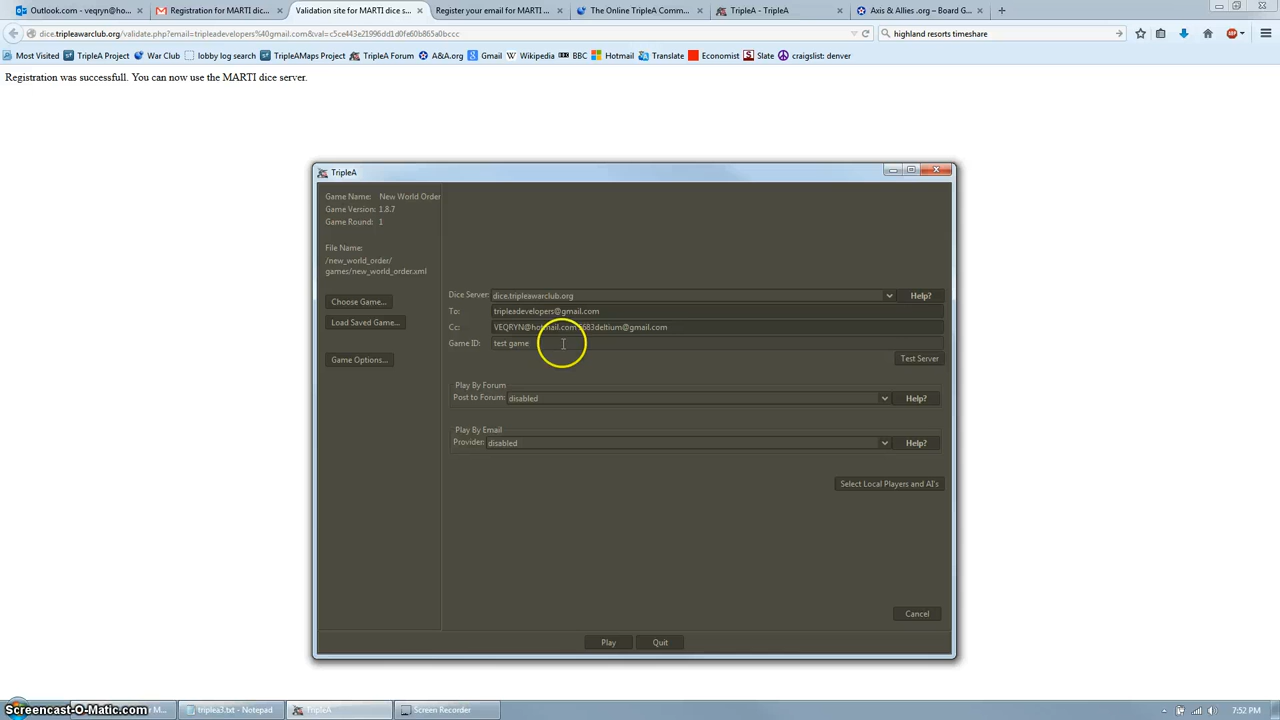 Outlook.com - veqryn@ho...
Registration for MARTI dic...
Validation site for MARTI dice s...
Register your email for MARTI ...
The Online TripleA Comm...
TripleA - TripleA
Axis & Allies .org – Board G...
dice.tripleawarclub.org/validate.php?email=tripleadevelopers%40gmail.com&val=c5ce443e21996dd1d0fe60b865a0bccc
highland resorts timeshare
Most Visited
TripleA Project
War Club
lobby log search
TripleAMaps Project
TripleA Forum
A&A.org
Gmail
Wikipedia
BBC
Hotmail
Translate
Economist
Slate
craigslist: denver
Registration was successful. You can now use the MARTI dice server.
TripleA
Game Name: New World Order
Game Version: 1.8.7
Game Round: 1
File Name:
/new_world_order/
games/new_world_order.xml
Choose Game...
Load Saved Game...
Game Options...
Dice Server: dice.tripleawarclub.org
Help?
To: tripleadevelopers@gmail.com
Cc: VEQRYN@hotmail.com 5683deltium@gmail.com
Game ID: test game
Test Server
Play By Forum
Post to Forum: disabled
Help?
Play By Email
Provider: disabled
Help?
Select Local Players and AI's
Cancel
Play
Quit
Screencast-O-Matic.com
triplea3.txt - Notepad
TripleA
Screen Recorder
7:52 PM